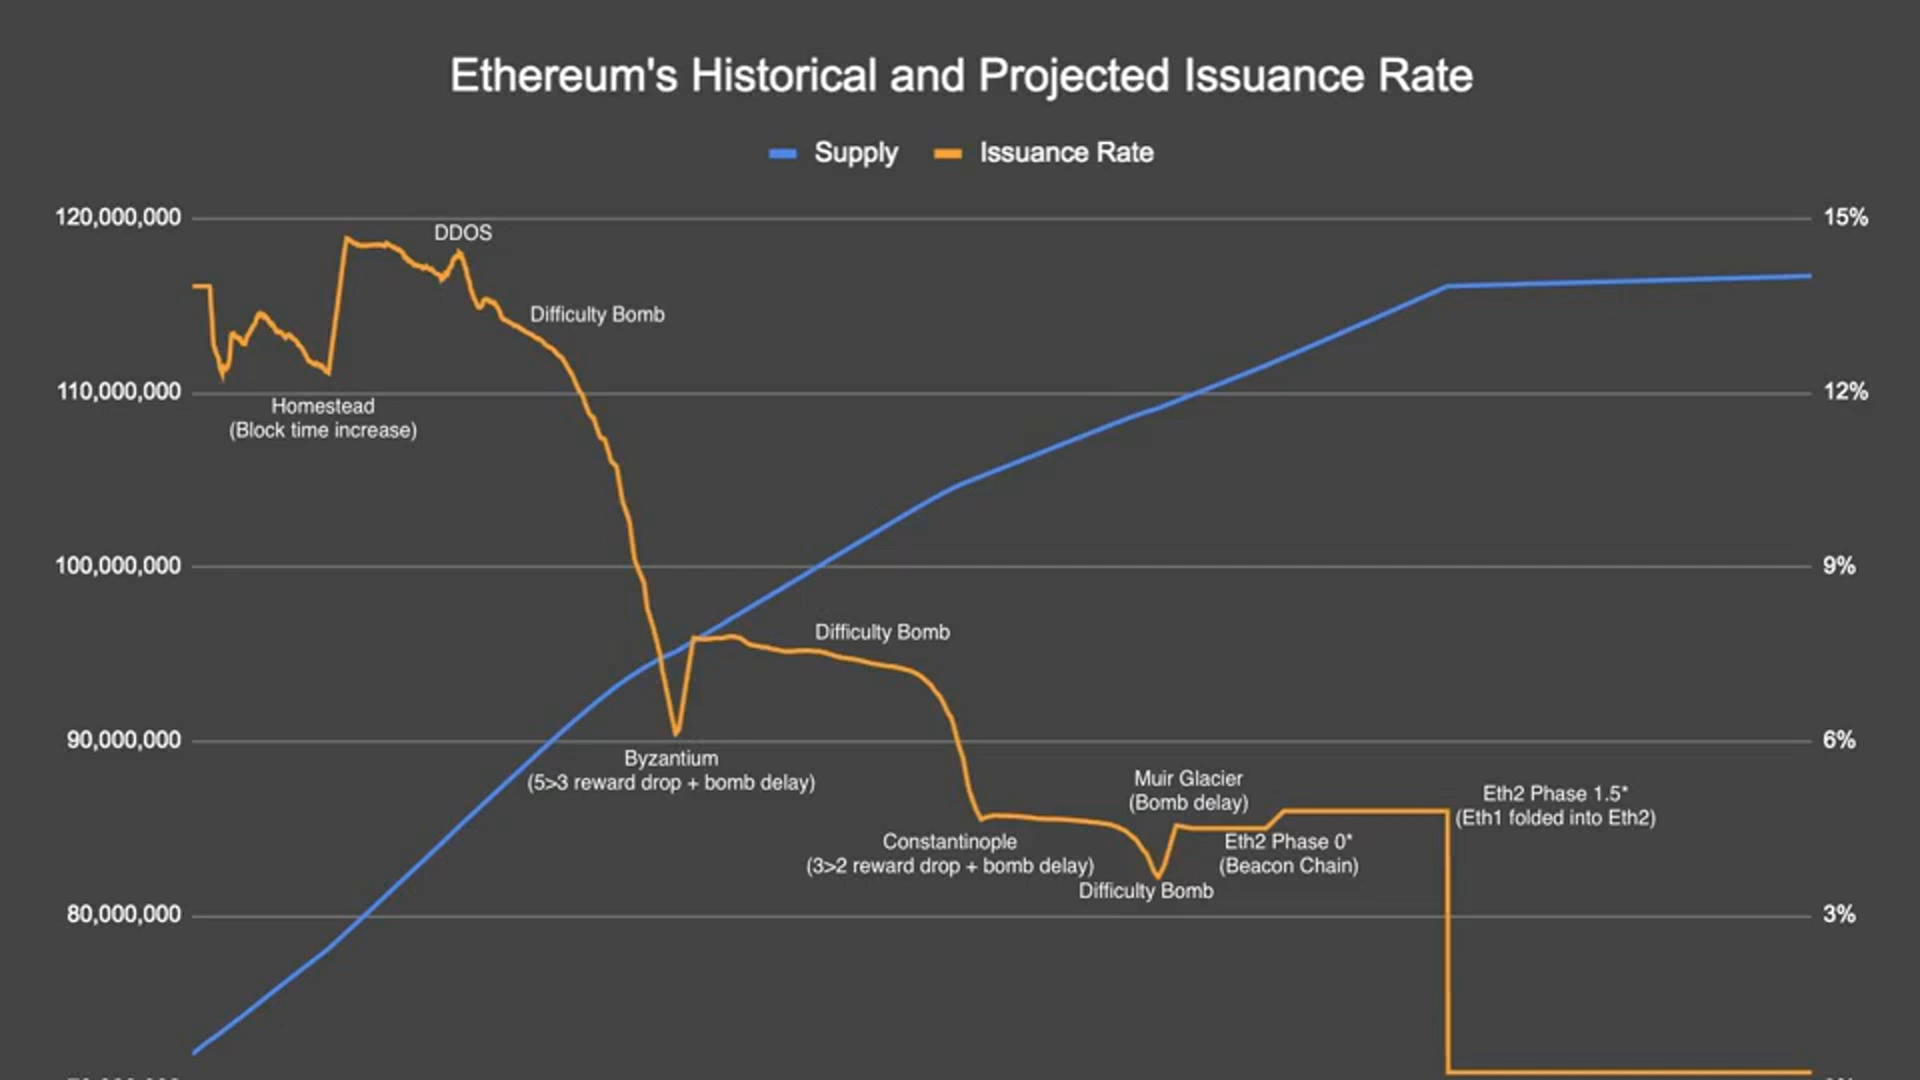 Ethereum's Historical and Projected Issuance Rate
Supply Issuance Rate
120,000,000
15%
DDOS
Difficulty Bomb
110,000,000
12%
Homestead
(Block time increase)
100,000,000
9%
Difficulty Bomb
90,000,000
6%
Byzantium
(5>3 reward drop + bomb delay)
Muir Glacier
(Bomb delay)
Eth2 Phase 1.5*
(Eth1 folded into Eth2)
Constantinople
(3>2 reward drop + bomb delay)
Eth2 Phase 0*
(Beacon Chain)
Difficulty Bomb
80,000,000
3%